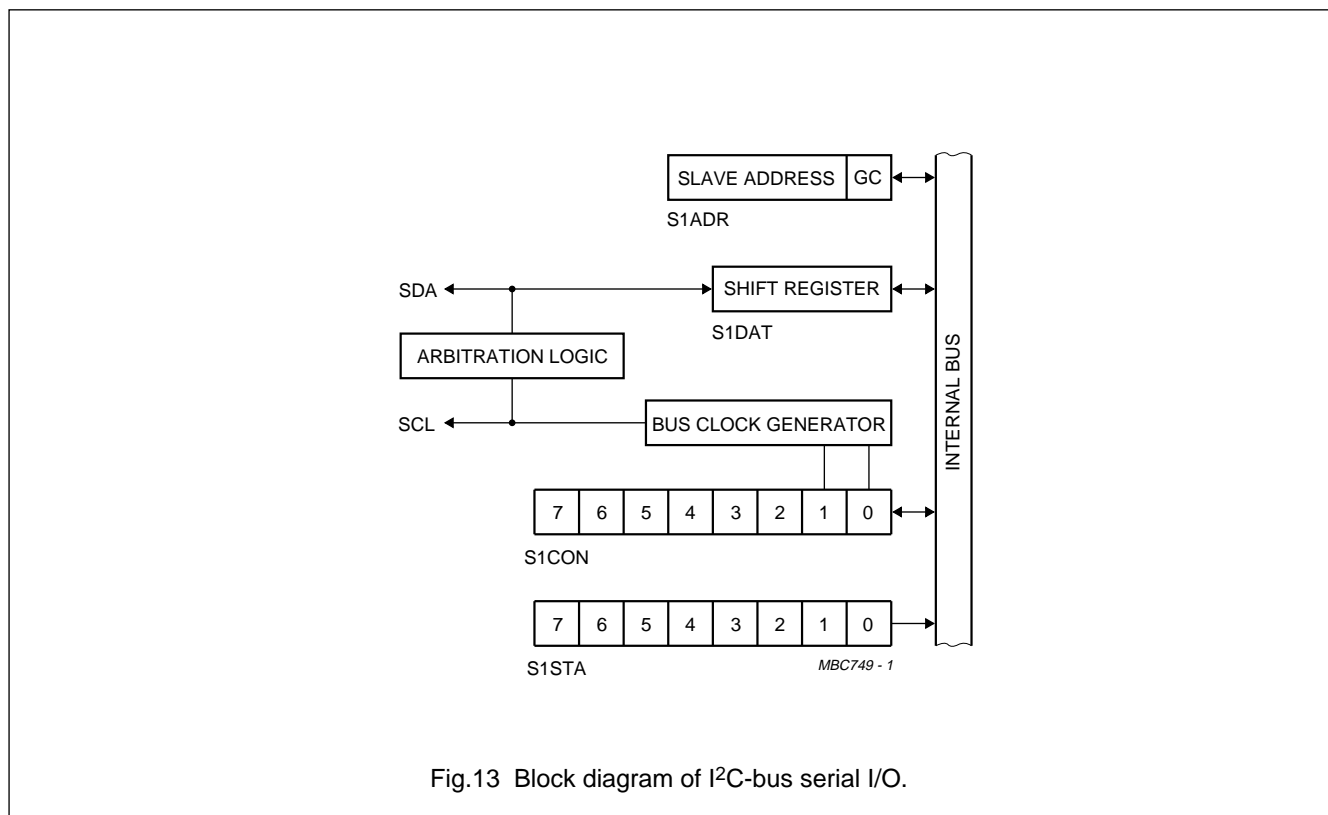 SLAVE ADDRESS GC
S1ADR
SDA
SHIFT REGISTER
S1DAT
ARBITRATION LOGIC
INTERNAL BUS
SCL
BUS CLOCK GENERATOR
7 6 5 4 3 2 1 0
S1CON
7 6 5 4 3 2 1 0
S1STA
MBC749 - 1
Fig.13 Block diagram of I²C-bus serial I/O.